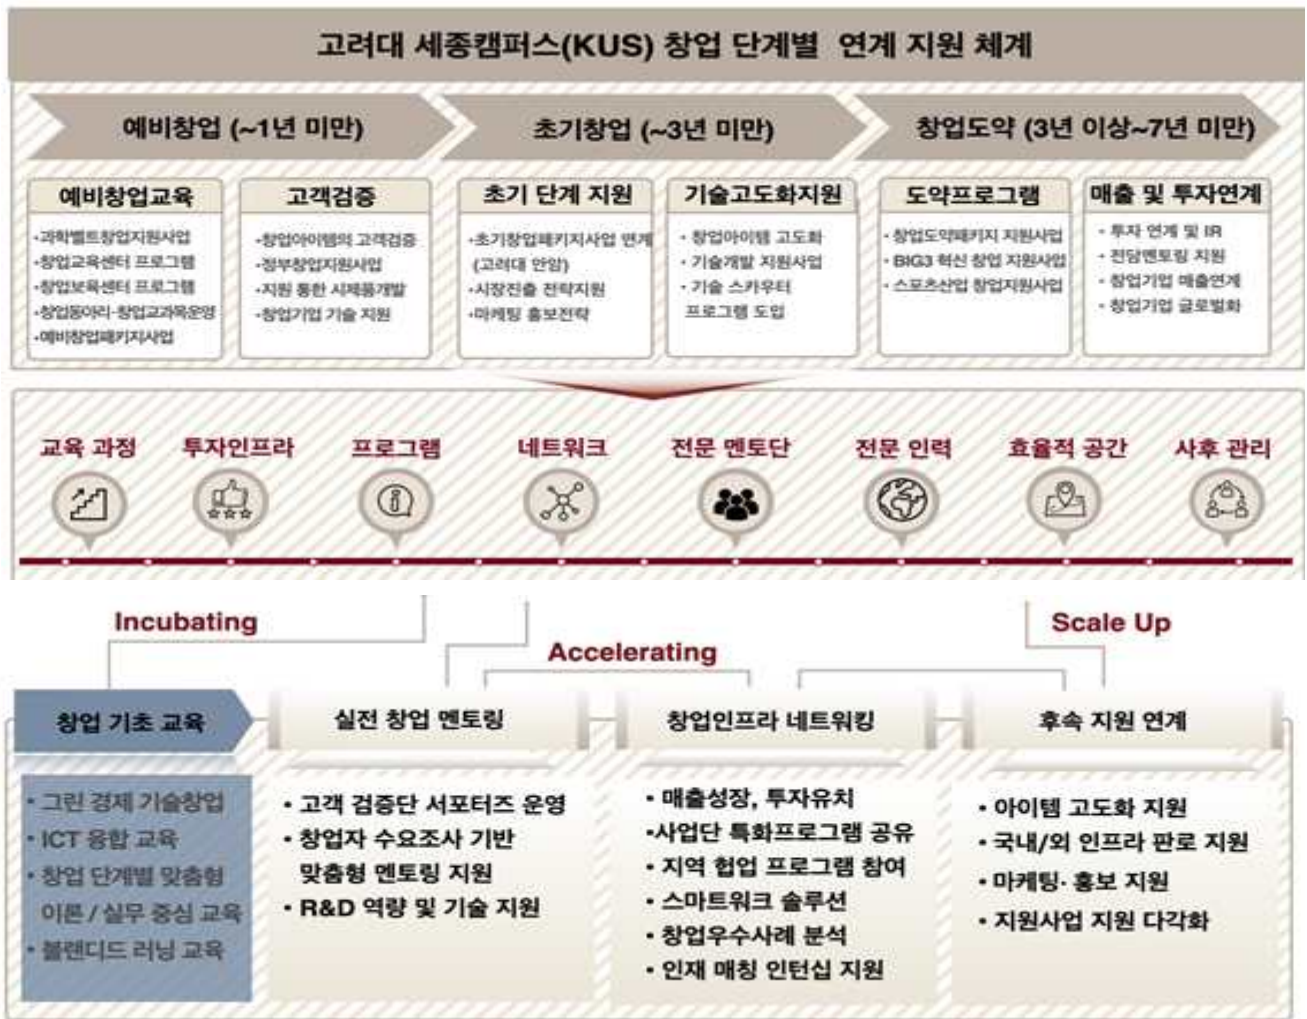 고려대 세종캠퍼스(KUS) 창업 단계별 연계 지원 체계
예비창업 (~1년 미만)
초기창업 (~3년 미만)
창업도약 (3년 이상~7년 미만)
예비창업교육
•과학벨트창업지원사업
•창업교육센터 프로그램
•창업보육센터 프로그램
•창업동아리·창업교과목운영
•예비창업패키지사업
고객검증
•창업아이템의 고객검증
•정부창업지원사업
•지원 통한 시제품개발
•창업기업 기술 지원
초기 단계 지원
•초기창업패키지사업 연계
(고려대 안암)
•시장진출 전략지원
•마케팅 홍보전략
기술고도화지원
• 창업아이템 고도화
• 기술개발 지원사업
• 기술 스카우터
프로그램 도입
도약프로그램
• 창업도약패키지 지원사업
• BIG3 혁신 창업 지원사업
• 스포츠산업 창업지원사업
매출 및 투자연계
• 투자 연계 및 IR
• 전담멘토링 지원
• 창업기업 매출연계
• 창업기업 글로벌화
교육 과정
투자인프라
프로그램
네트워크
전문 멘토단
전문 인력
효율적 공간
사후 관리
Incubating
Accelerating
Scale Up
창업 기초 교육
• 그린 경제 기술창업
• ICT 융합 교육
• 창업 단계별 맞춤형
이론 / 실무 중심 교육
• 블랜디드 러닝 교육
실전 창업 멘토링
• 고객 검증단 서포터즈 운영
• 창업자 수요조사 기반
맞춤형 멘토링 지원
• R&D 역량 및 기술 지원
창업인프라 네트워킹
• 매출성장, 투자유치
•사업단 특화프로그램 공유
• 지역 협업 프로그램 참여
• 스마트워크 솔루션
• 창업우수사례 분석
• 인재 매칭 인턴십 지원
후속 지원 연계
• 아이템 고도화 지원
• 국내/외 인프라 판로 지원
• 마케팅· 홍보 지원
• 지원사업 지원 다각화